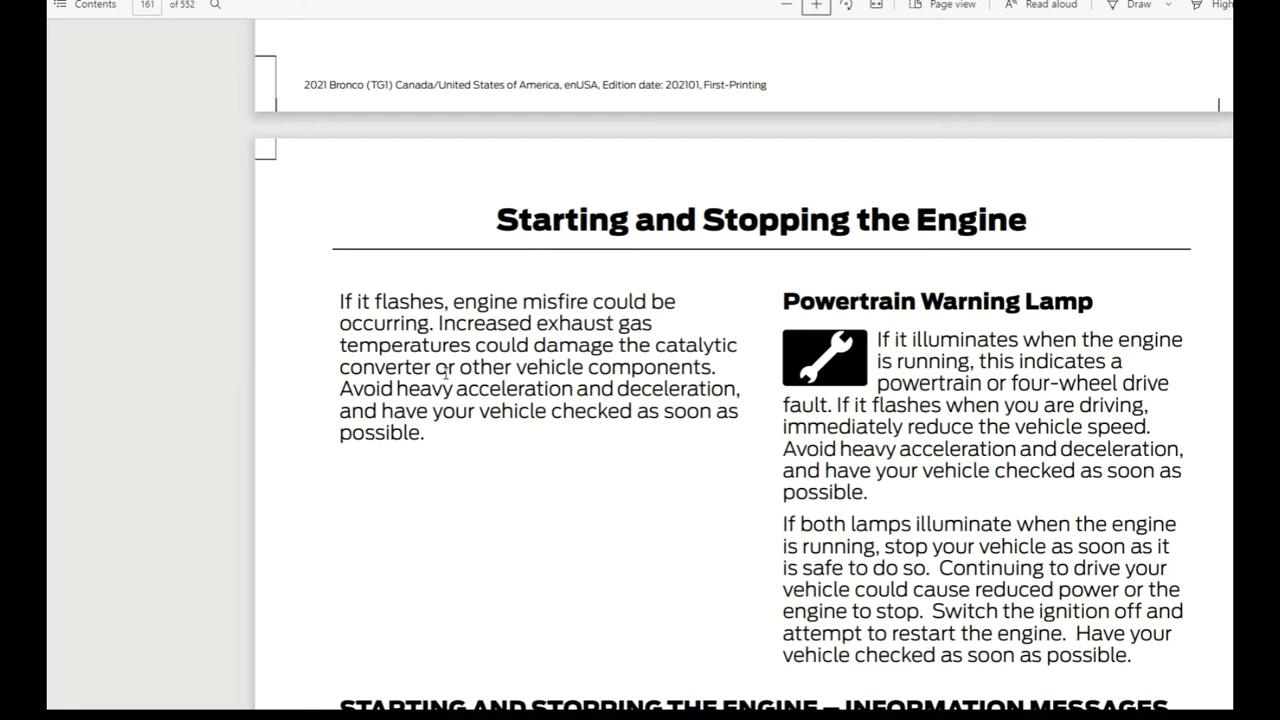 Contents 161 of 552 Page view Read aloud Draw High
2021 Bronco (TG1) Canada/United States of America, enUSA, Edition date: 202101, First-Printing
Starting and Stopping the Engine
If it flashes, engine misfire could be
occurring. Increased exhaust gas
temperatures could damage the catalytic
converter or other vehicle components.
Avoid heavy acceleration and deceleration,
and have your vehicle checked as soon as
possible.
Powertrain Warning Lamp
If it illuminates when the engine
is running, this indicates a
powertrain or four-wheel drive
fault. If it flashes when you are driving,
immediately reduce the vehicle speed.
Avoid heavy acceleration and deceleration,
and have your vehicle checked as soon as
possible.
If both lamps illuminate when the engine
is running, stop your vehicle as soon as it
is safe to do so. Continuing to drive your
vehicle could cause reduced power or the
engine to stop. Switch the ignition off and
attempt to restart the engine. Have your
vehicle checked as soon as possible.
STARTING AND STOPPING THE ENGINE – INFORMATION MESSAGES